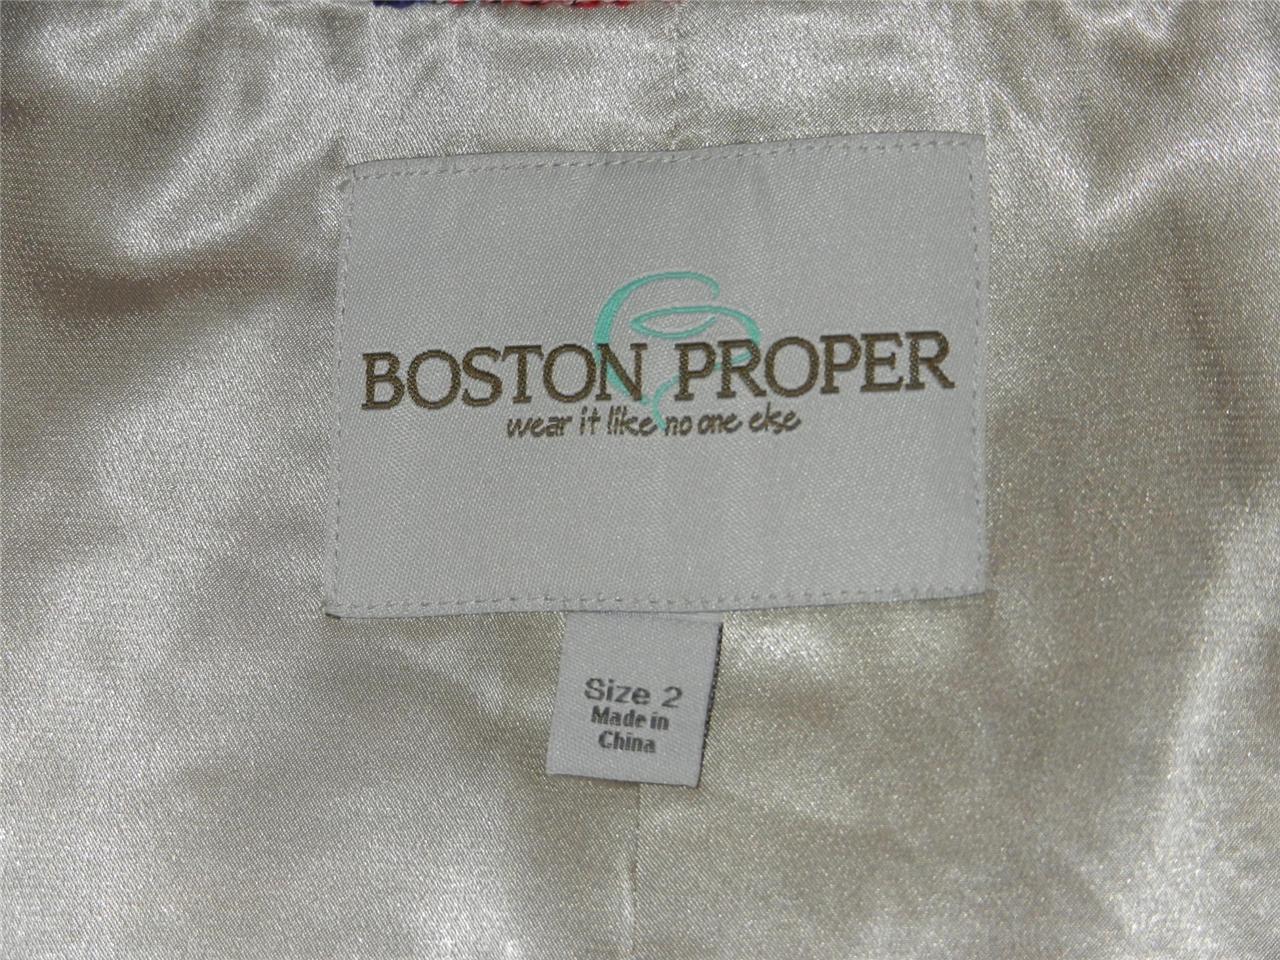 BOSTON PROPER
wear it like no one else
Size 2
Made in
China